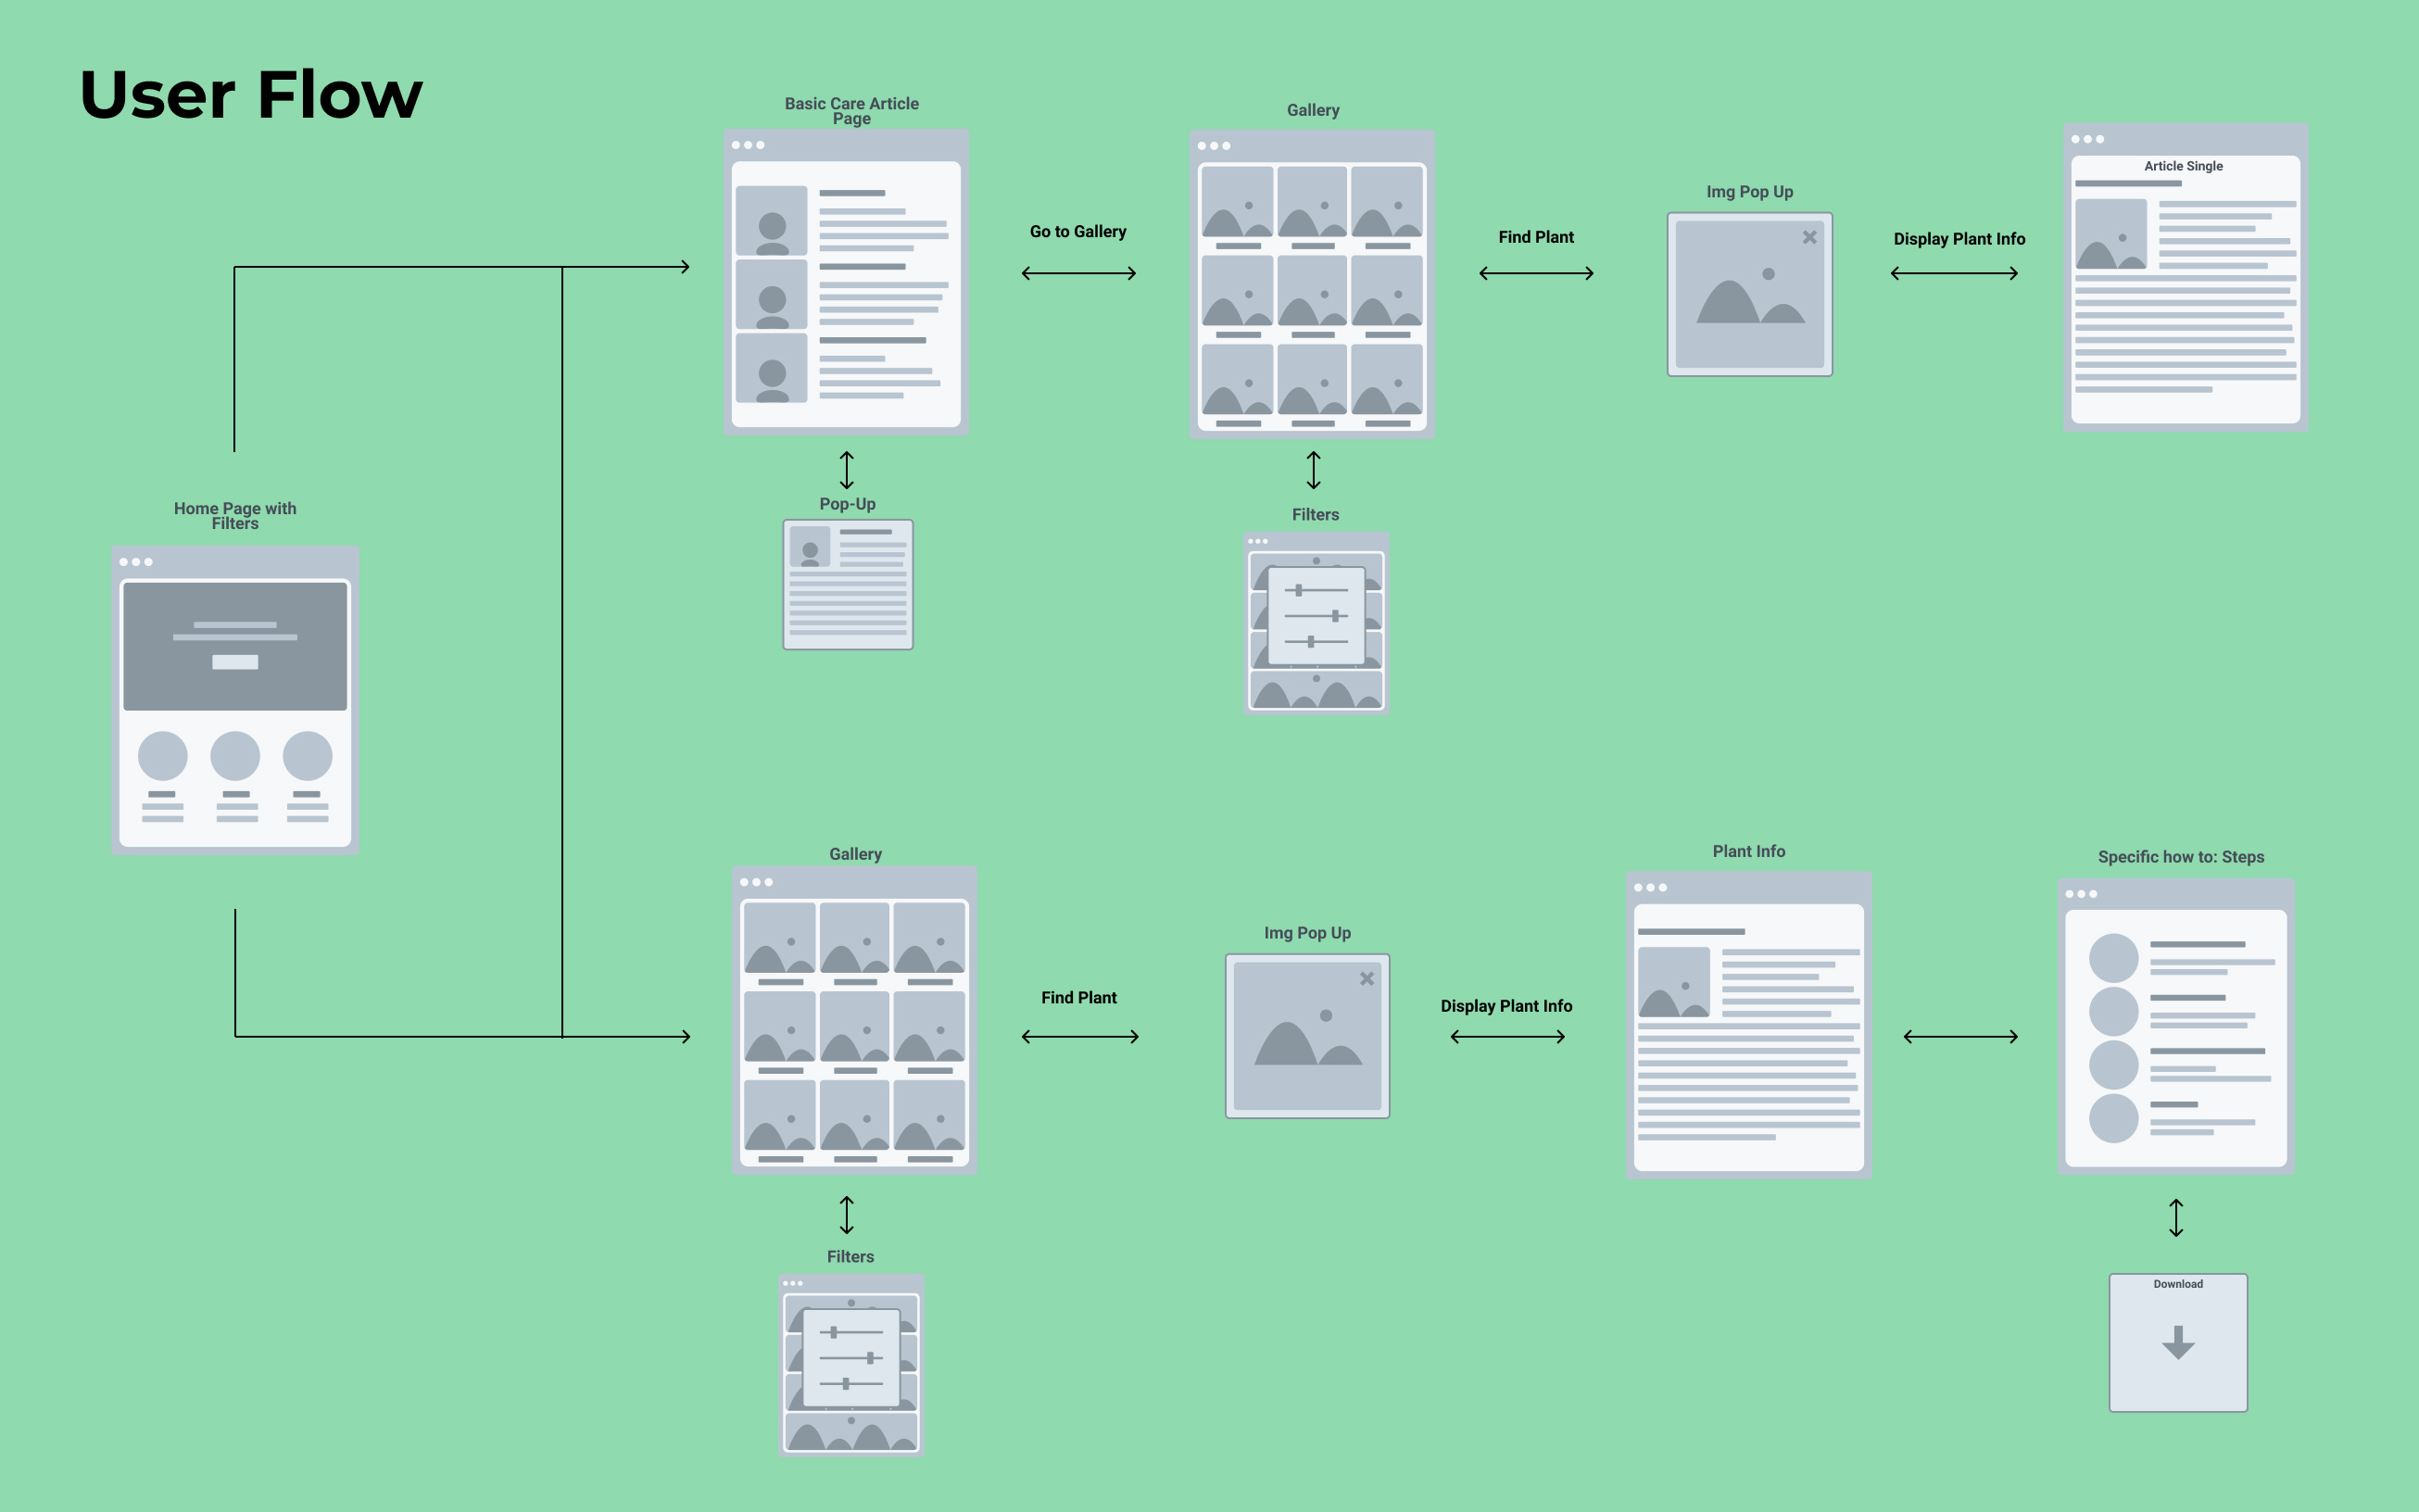 User Flow
Basic Care Article
Page
Gallery
Article Single
Img Pop Up
Go to Gallery
Find Plant
Display Plant Info
Home Page with
Filters
Pop-Up
Filters
Gallery
Plant Info
Specific how to: Steps
Img Pop Up
Find Plant
Display Plant Info
Filters
Download